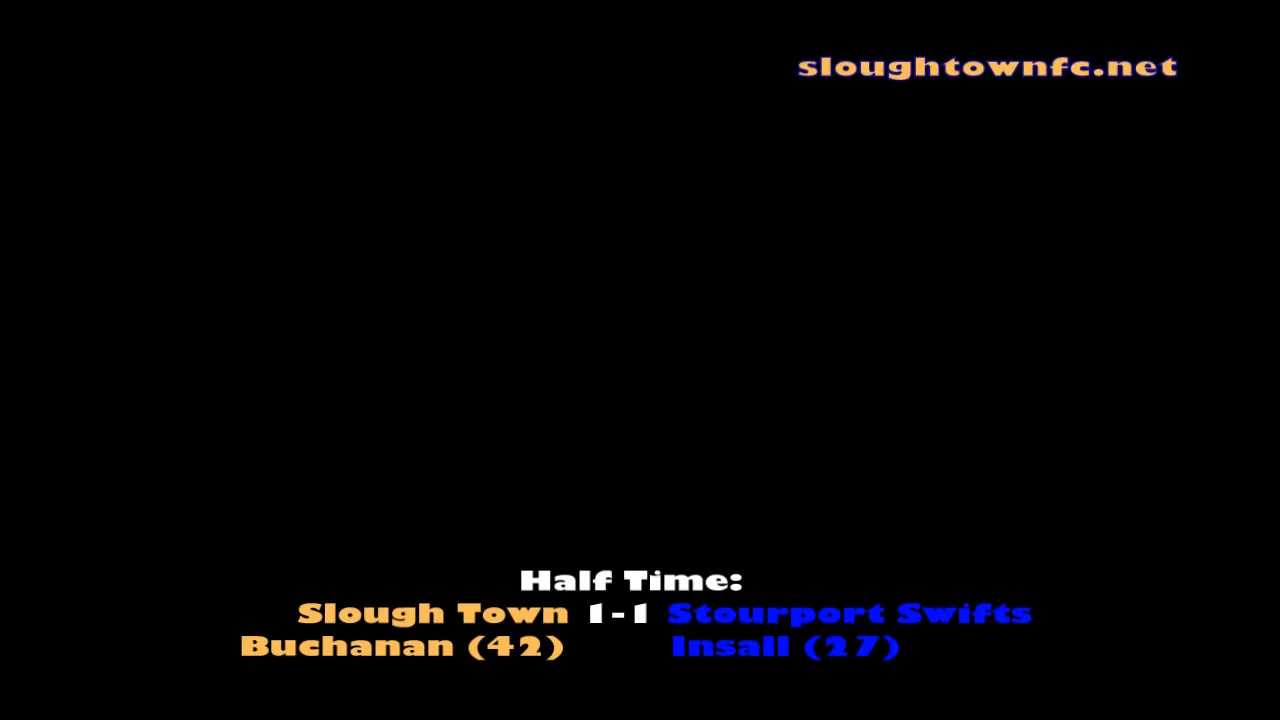 sloughtownfc.net
Half Time:
Slough Town 1-1 Stourport Swifts
Buchanan (42) Insall (27)